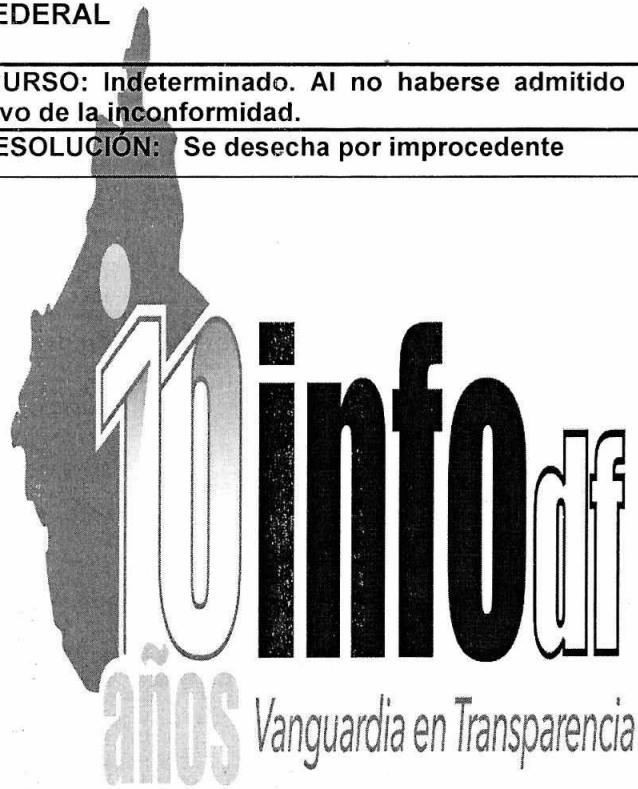 EDERAL
URSO: Indeterminado. Al no haberse admitido
vo de la inconformidad.
ESOLUCIÓN: Se desecha por improcedente
10 info df
años Vanguardia en Transparencia